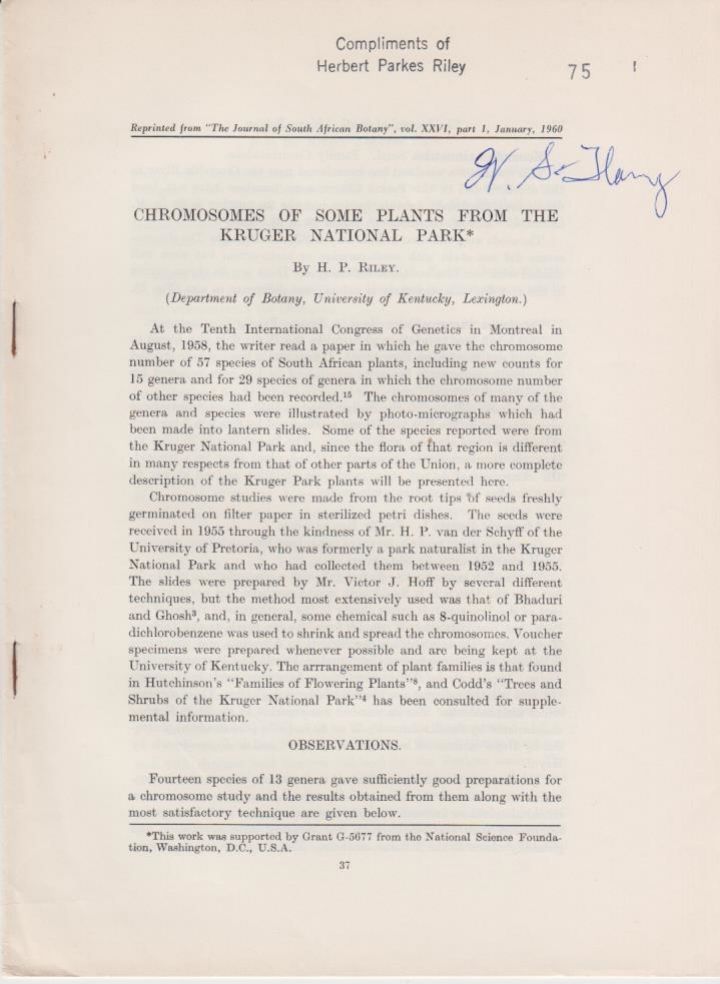 Compliments of
Herbert Parkes Riley
75
Reprinted from "The Journal of South African Botany", vol. XXVI, part 1, January, 1960
CHROMOSOMES OF SOME PLANTS FROM THE
KRUGER NATIONAL PARK*
By H. P. RILEY.
(Department of Botany, University of Kentucky, Lexington.)
At the Tenth International Congress of Genetics in Montreal in
August, 1958, the writer read a paper in which he gave the chromosome
number of 57 species of South African plants, including new counts for
15 genera and for 29 species of genera in which the chromosome number
of other species had been recorded.¹⁵ The chromosomes of many of the
genera and species were illustrated by photo-micrographs which had
been made into lantern slides. Some of the species reported were from
the Kruger National Park and, since the flora of that region is different
in many respects from that of other parts of the Union, a more complete
description of the Kruger Park plants will be presented here.
Chromosome studies were made from the root tips of seeds freshly
germinated on filter paper in sterilized petri dishes. The seeds were
received in 1955 through the kindness of Mr. H. P. van der Schyff of the
University of Pretoria, who was formerly a park naturalist in the Kruger
National Park and who had collected them between 1952 and 1955.
The slides were prepared by Mr. Victor J. Hoff by several different
techniques, but the method most extensively used was that of Bhaduri
and Ghosh³, and, in general, some chemical such as 8-quinolinol or para-
dichlorobenzene was used to shrink and spread the chromosomes. Voucher
specimens were prepared whenever possible and are being kept at the
University of Kentucky. The arrrangement of plant families is that found
in Hutchinson's "Families of Flowering Plants"⁸, and Codd's "Trees and
Shrubs of the Kruger National Park"⁴ has been consulted for supple-
mental information.
OBSERVATIONS.
Fourteen species of 13 genera gave sufficiently good preparations for
a chromosome study and the results obtained from them along with the
most satisfactory technique are given below.
*This work was supported by Grant G-5677 from the National Science Founda-
tion, Washington, D.C., U.S.A.
37